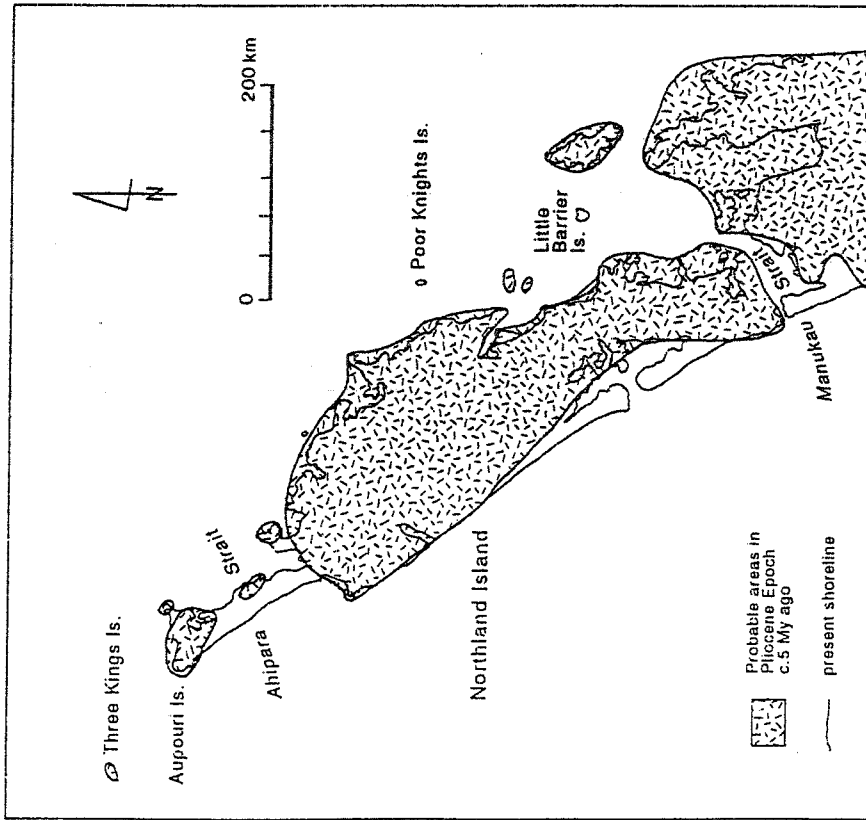 Three Kings Is.
Aupouri Is.
Ahipara
Strait
N
0
200 km
Poor Knights Is.
Little
Barrier
Is.
Northland Island
Manukau
Strait
Probable areas in
Pliocene Epoch
c.5 My ago
present shoreline